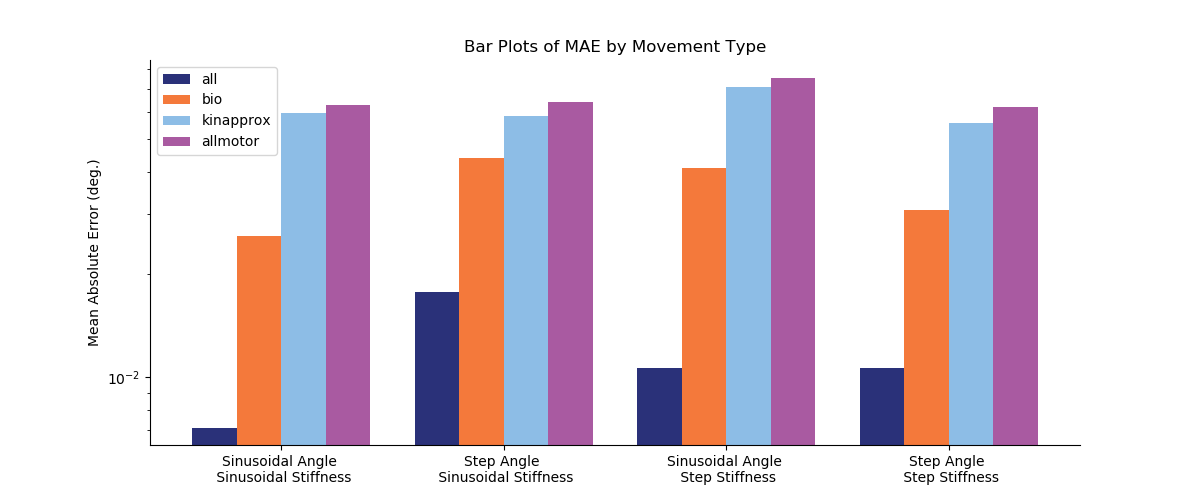 Bar Plots of MAE by Movement Type
all
bio
kinapprox
allmotor
Mean Absolute Error (deg.)
10⁻²
Sinusoidal Angle
Sinusoidal Stiffness
Step Angle
Sinusoidal Stiffness
Sinusoidal Angle
Step Stiffness
Step Angle
Step Stiffness